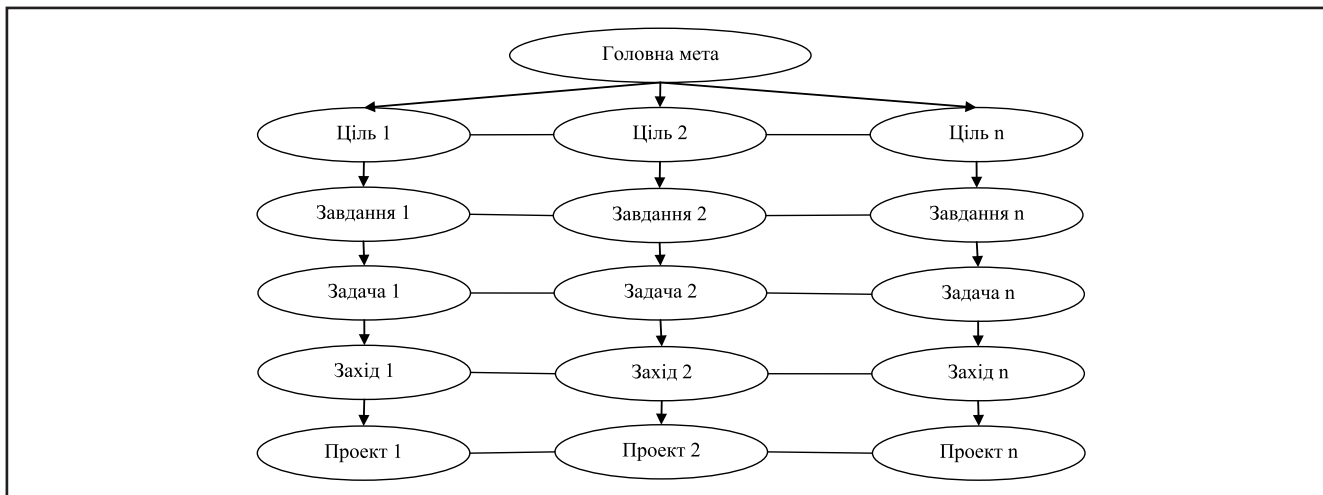 Головна мета
Ціль 1
Ціль 2
Ціль n
Завдання 1
Завдання 2
Завдання n
Задача 1
Задача 2
Задача n
Захід 1
Захід 2
Захід n
Проект 1
Проект 2
Проект n